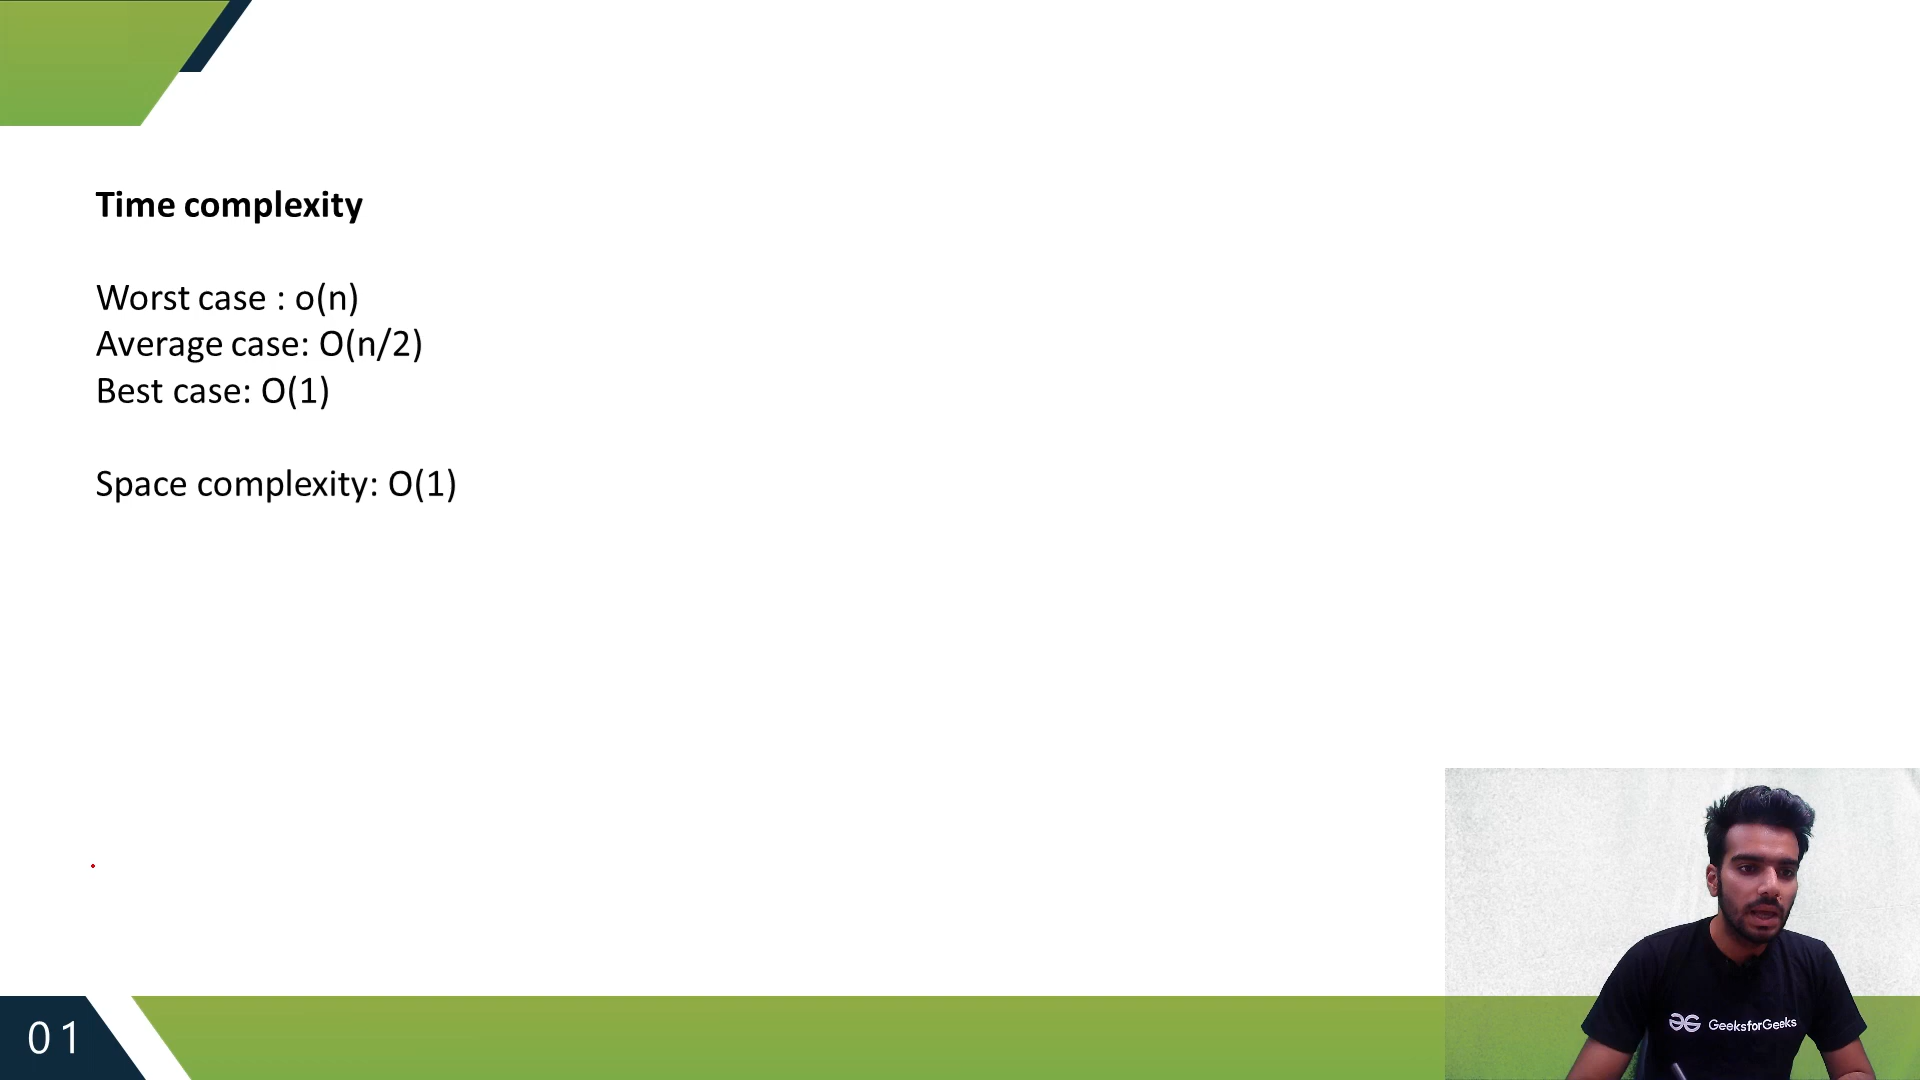 Time complexity
Worst case : o(n)
Average case: O(n/2)
Best case: O(1)
Space complexity: O(1)
01
GeeksforGeeks